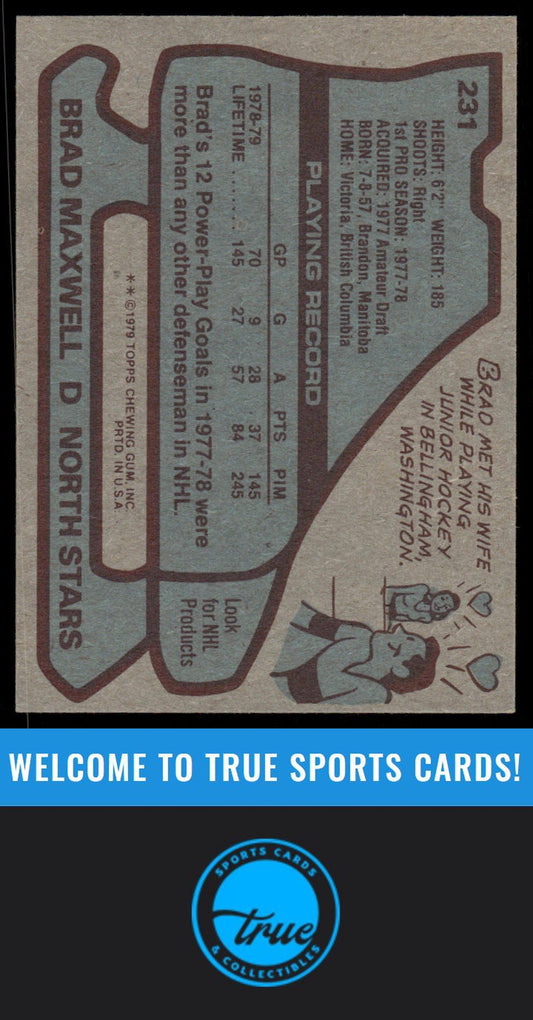 231
HEIGHT: 6'2" WEIGHT: 185
SHOOTS: Right
1st PRO SEASON: 1977-78
ACQUIRED: 1977 Amateur Draft
BORN: 7-8-57, Brandon, Manitoba
HOME: Victoria, British Columbia
BRAD MET HIS WIFE
WHILE PLAYING
JUNIOR HOCKEY
IN BELLINGHAM,
WASHINGTON.
PLAYING RECORD
GP G A PTS PIM
1978-79 70 9 28 37 145
LIFETIME ........ 145 27 57 84 245
Brad's 12 Power-Play Goals in 1977-78 were
more than any other defenseman in NHL.
Look
for NHL
Products
* * © 1979 TOPPS CHEWING GUM, INC.
PRTD. IN U.S.A.
BRAD MAXWELL D NORTH STARS
WELCOME TO TRUE SPORTS CARDS!
SPORTS CARDS
true
& COLLECTIBLES